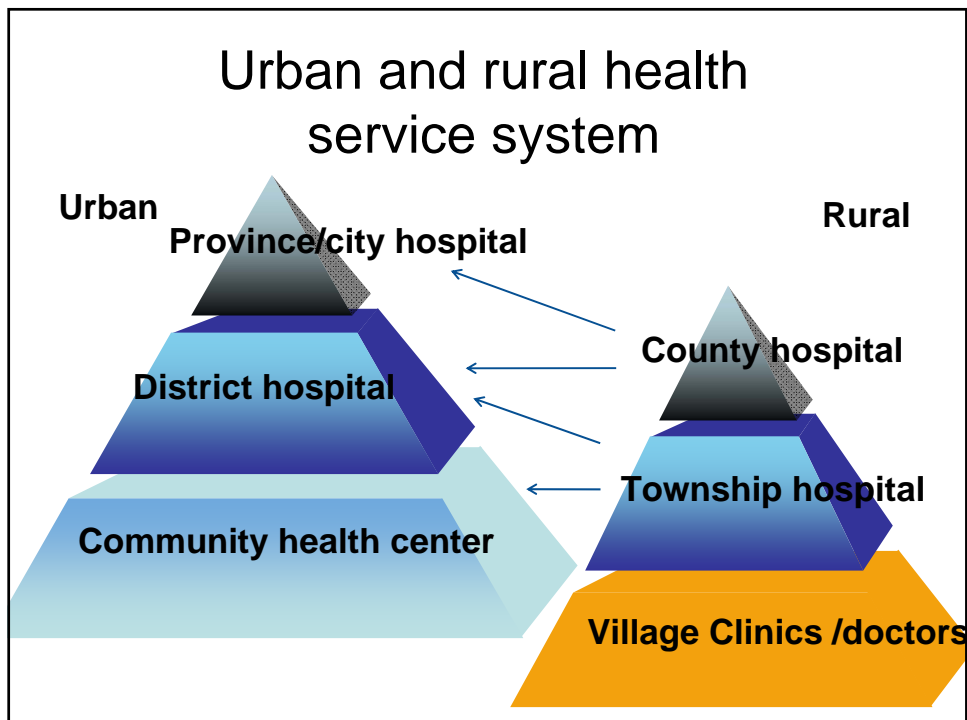 Urban and rural health
service system
Urban
Rural
Province/city hospital
County hospital
District hospital
Township hospital
Community health center
Village Clinics /doctors